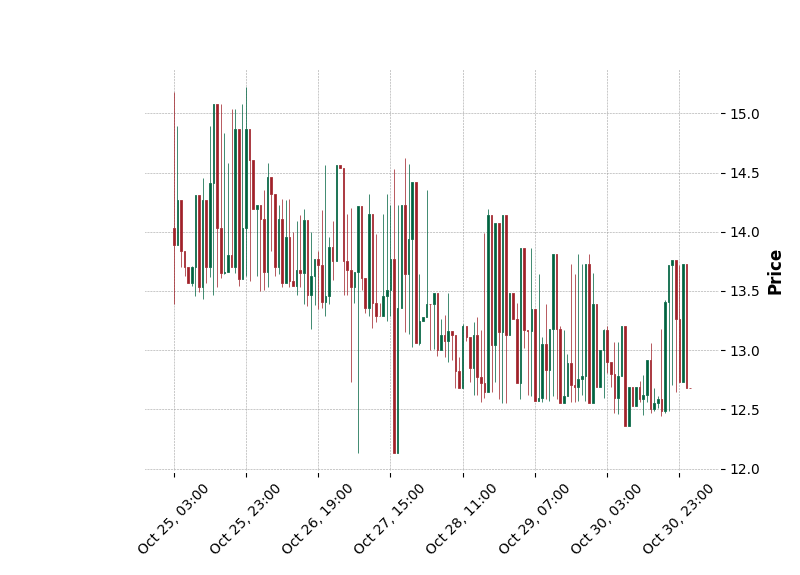 15.0
14.5
14.0
13.5
13.0
12.5
12.0
Price
Oct 25, 03:00
Oct 25, 23:00
Oct 26, 19:00
Oct 27, 15:00
Oct 28, 11:00
Oct 29, 07:00
Oct 30, 03:00
Oct 30, 23:00